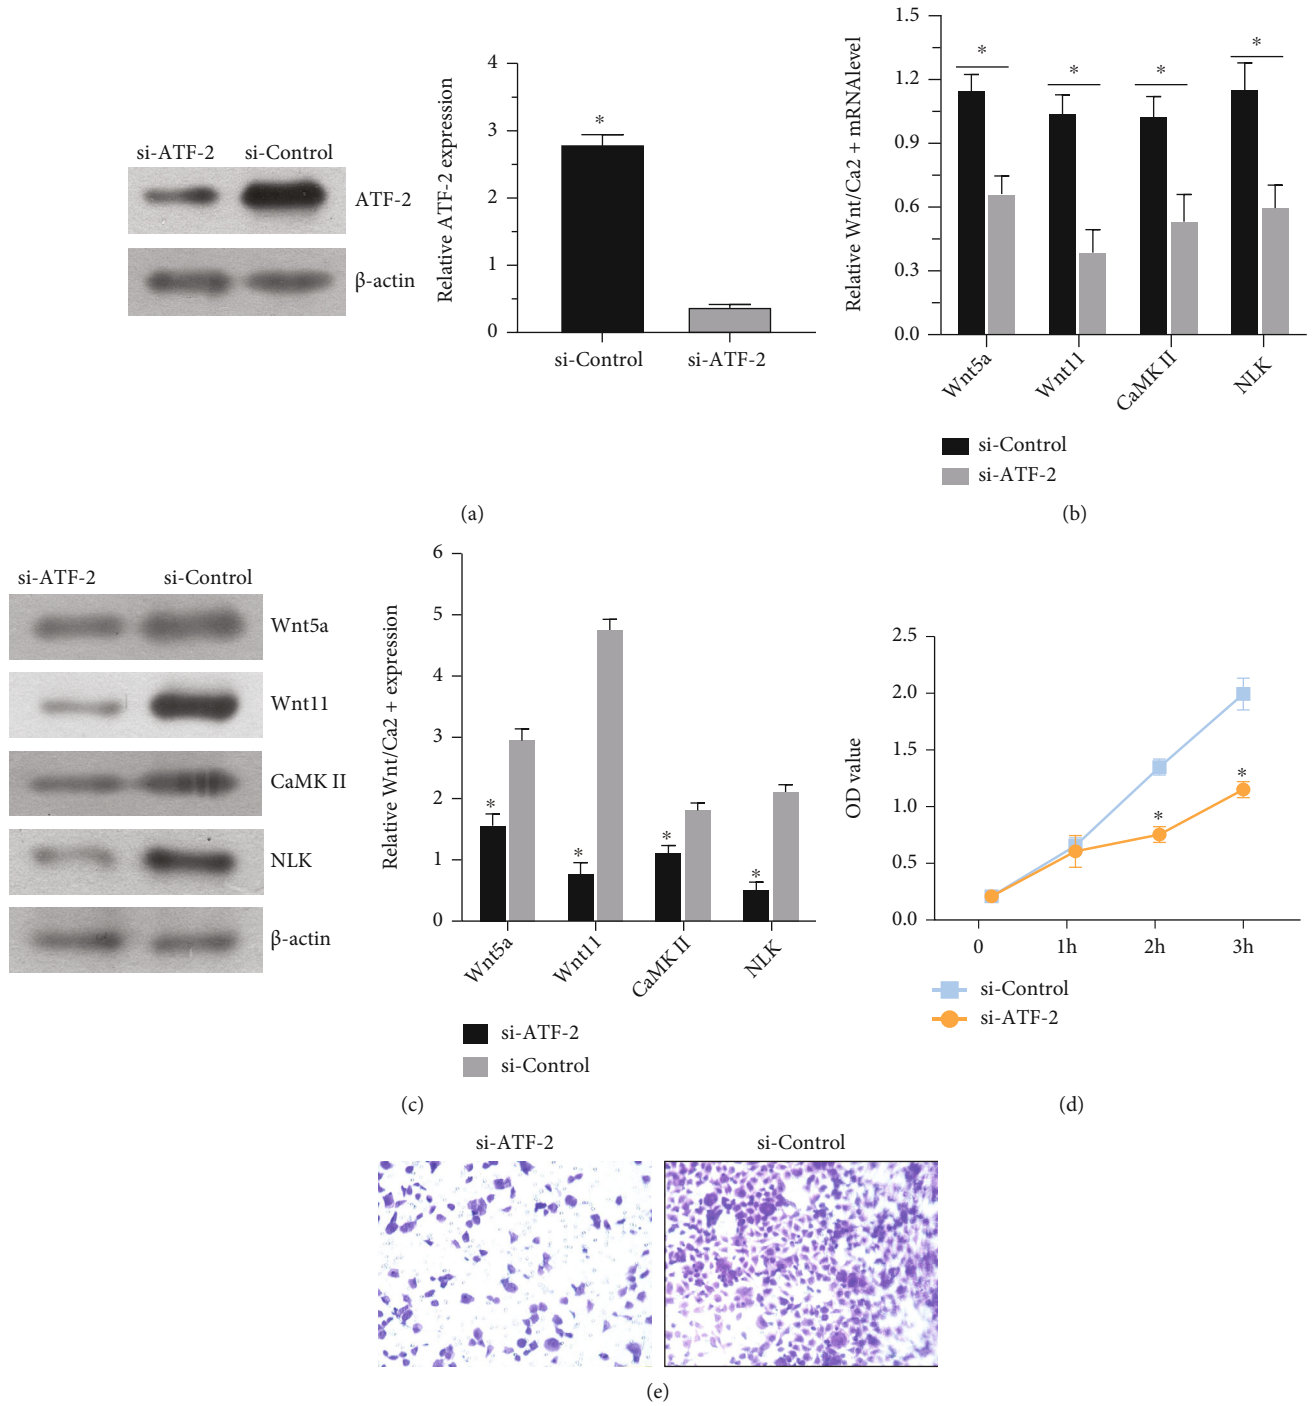 si-ATF-2 si-Control
ATF-2
β-actin
Relative ATF-2 expression
4
3
2
1
0
*
si-Control si-ATF-2
(a)
Relative Wnt/Ca2 + mRNAlevel
1.5
1.2
0.9
0.6
0.3
0.0
* * * *
Wnt5a Wnt11 CaMK II NLK
si-Control
si-ATF-2
(b)
si-ATF-2 si-Control
Wnt5a
Wnt11
CaMK II
NLK
β-actin
Relative Wnt/Ca2 + expression
6
5
4
3
2
1
0
* * * *
Wnt5a Wnt11 CaMK II NLK
si-ATF-2
si-Control
(c)
OD value
2.5
2.0
1.5
1.0
0.5
0.0
* *
0 1h 2h 3h
si-Control
si-ATF-2
(d)
si-ATF-2 si-Control
(e)